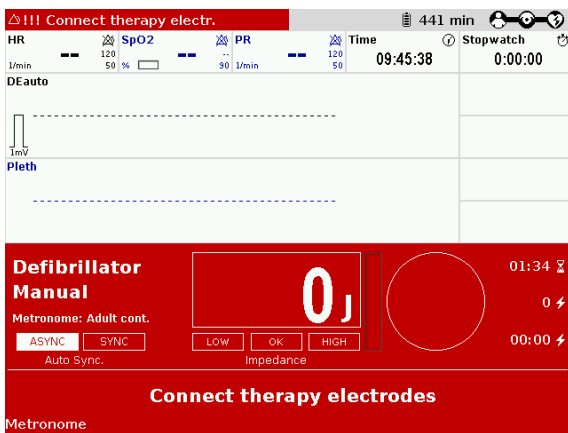 !!! Connect therapy electr.
441 min
HR
120
50
--
1/min
SpO2
--
--
90
%
PR
120
50
--
1/min
Time
09:45:38
Stopwatch
0:00:00
DEauto
1mV
Pleth
Defibrillator
Manual
Metronome: Adult cont.
ASYNC SYNC
Auto Sync.
0 J
LOW OK HIGH
Impedance
01:34
0
00:00
Connect therapy electrodes
Metronome